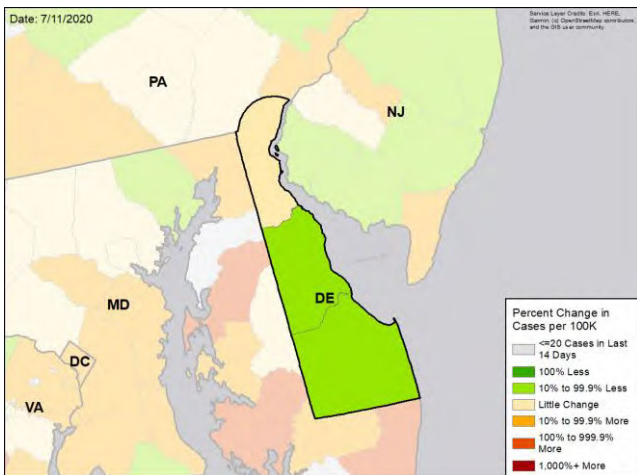 Date: 7/11/2020
Service Layer Credits: Esri, HERE,
Garmin, (c) OpenStreetMap contributors,
and the GIS user community
PA
NJ
MD
DE
DC
VA
Percent Change in
Cases per 100K
<=20 Cases in Last
14 Days
100% Less
10% to 99.9% Less
Little Change
10% to 99.9% More
100% to 999.9%
More
1,000%+ More